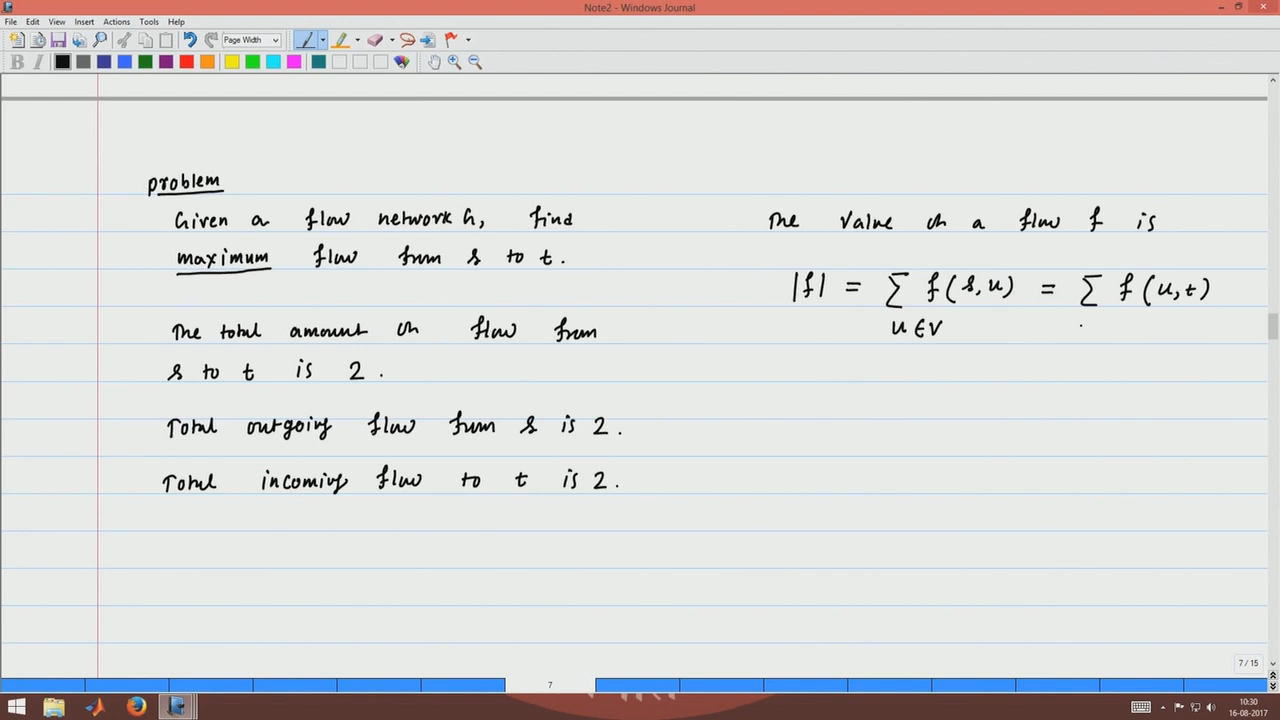 Note2 - Windows Journal
File Edit View Insert Actions Tools Help
Page Width
B I
problem
Given a flow network G, find
maximum flow from s to t.
The total amount of flow from
s to t is 2.
Total outgoing flow from s is 2.
Total incoming flow to t is 2.
The value of a flow f is
|f| = ∑ f(s,u) = ∑ f(u,t)
u∈V
7 / 15
7
10:30
16-08-2017